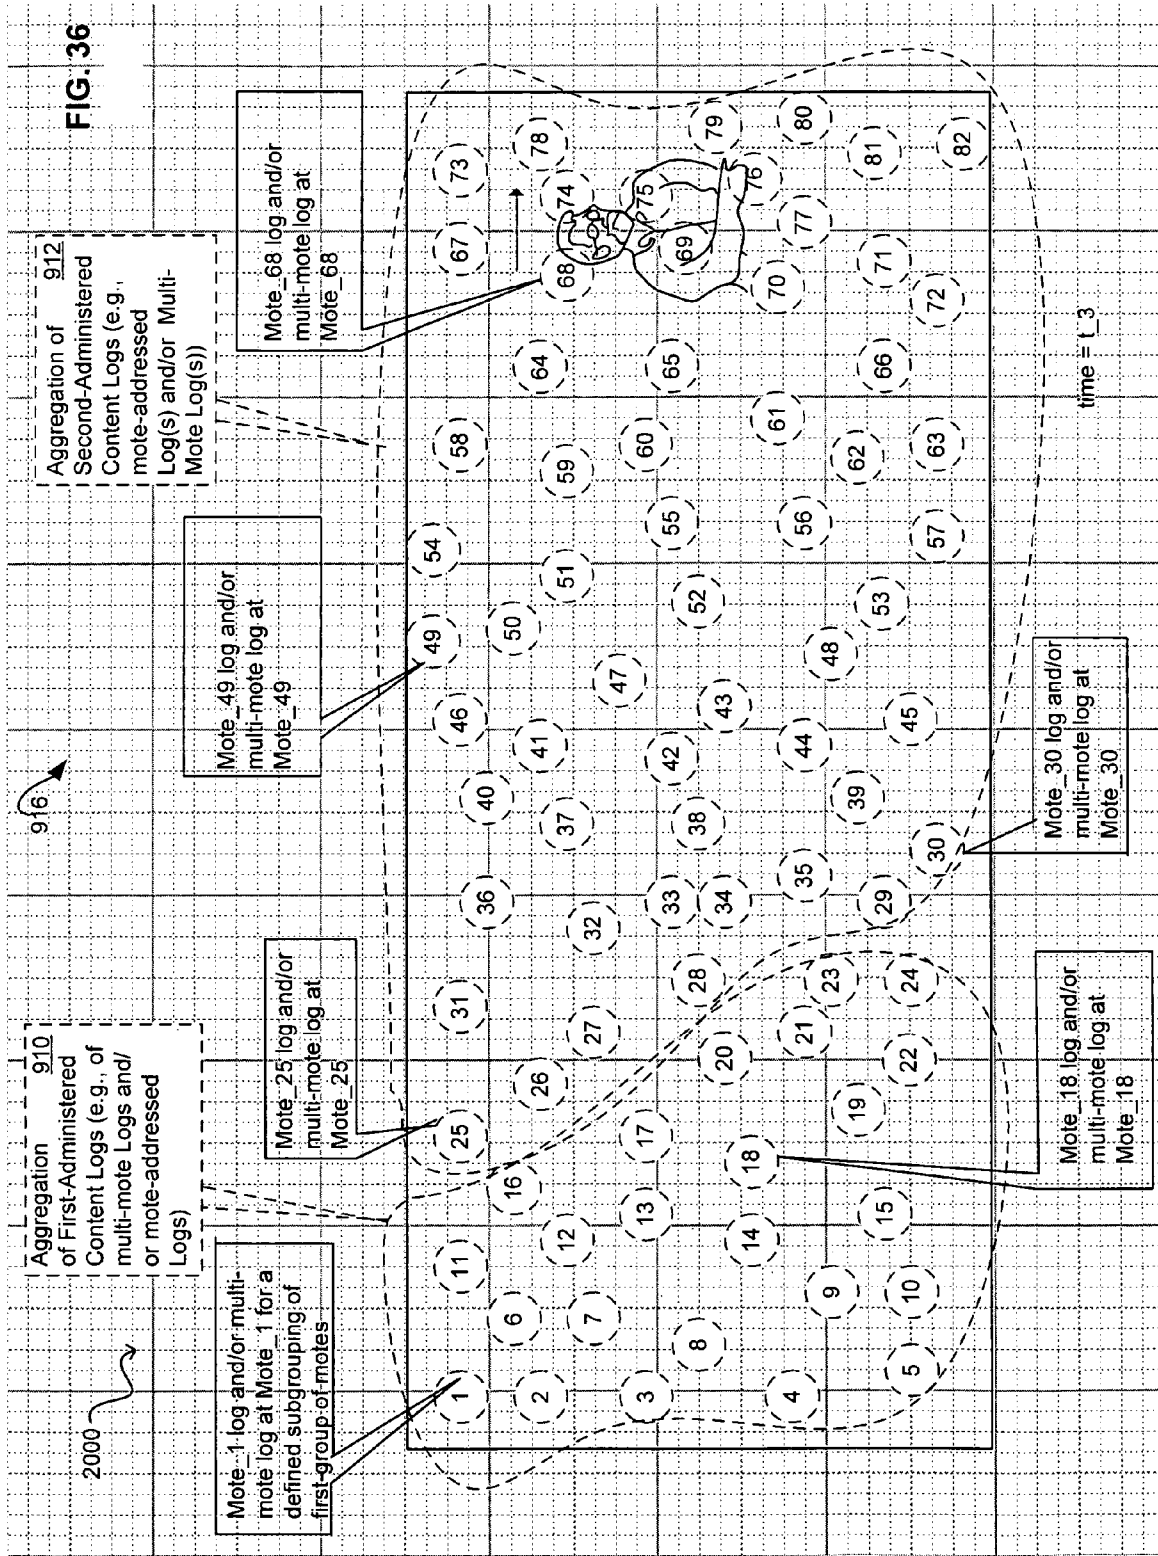 FIG. 36
2000
916
Aggregation 910
of First-Administered
Content Logs (e.g., of
multi-mote Logs and/
or mote-addressed
Logs)
Aggregation of 912
Second-Administered
Content Logs (e.g.,
mote-addressed
Log(s) and/or Multi-
Mote Log(s))
Mote_1 log and/or multi-
mote log at Mote_1 for a
defined subgrouping of
first-group-of-motes
Mote_25 log and/or
multi-mote log at
Mote_25
Mote_49 log and/or
multi-mote log at
Mote_49
Mote_68 log and/or
multi-mote log at
Mote_68
1
2
3
4
5
6
7
8
9
10
11
12
13
14
15
16
17
18
19
20
21
22
23
24
25
26
27
28
29
30
31
32
33
34
35
36
37
38
39
40
41
42
43
44
45
46
47
48
49
50
51
52
53
54
55
56
57
58
59
60
61
62
63
64
65
66
67
68
69
70
71
72
73
74
75
76
77
78
79
80
81
82
Mote_18 log and/or
multi-mote log at
Mote_18
Mote_30 log and/or
multi-mote log at
Mote_30
time = t_3